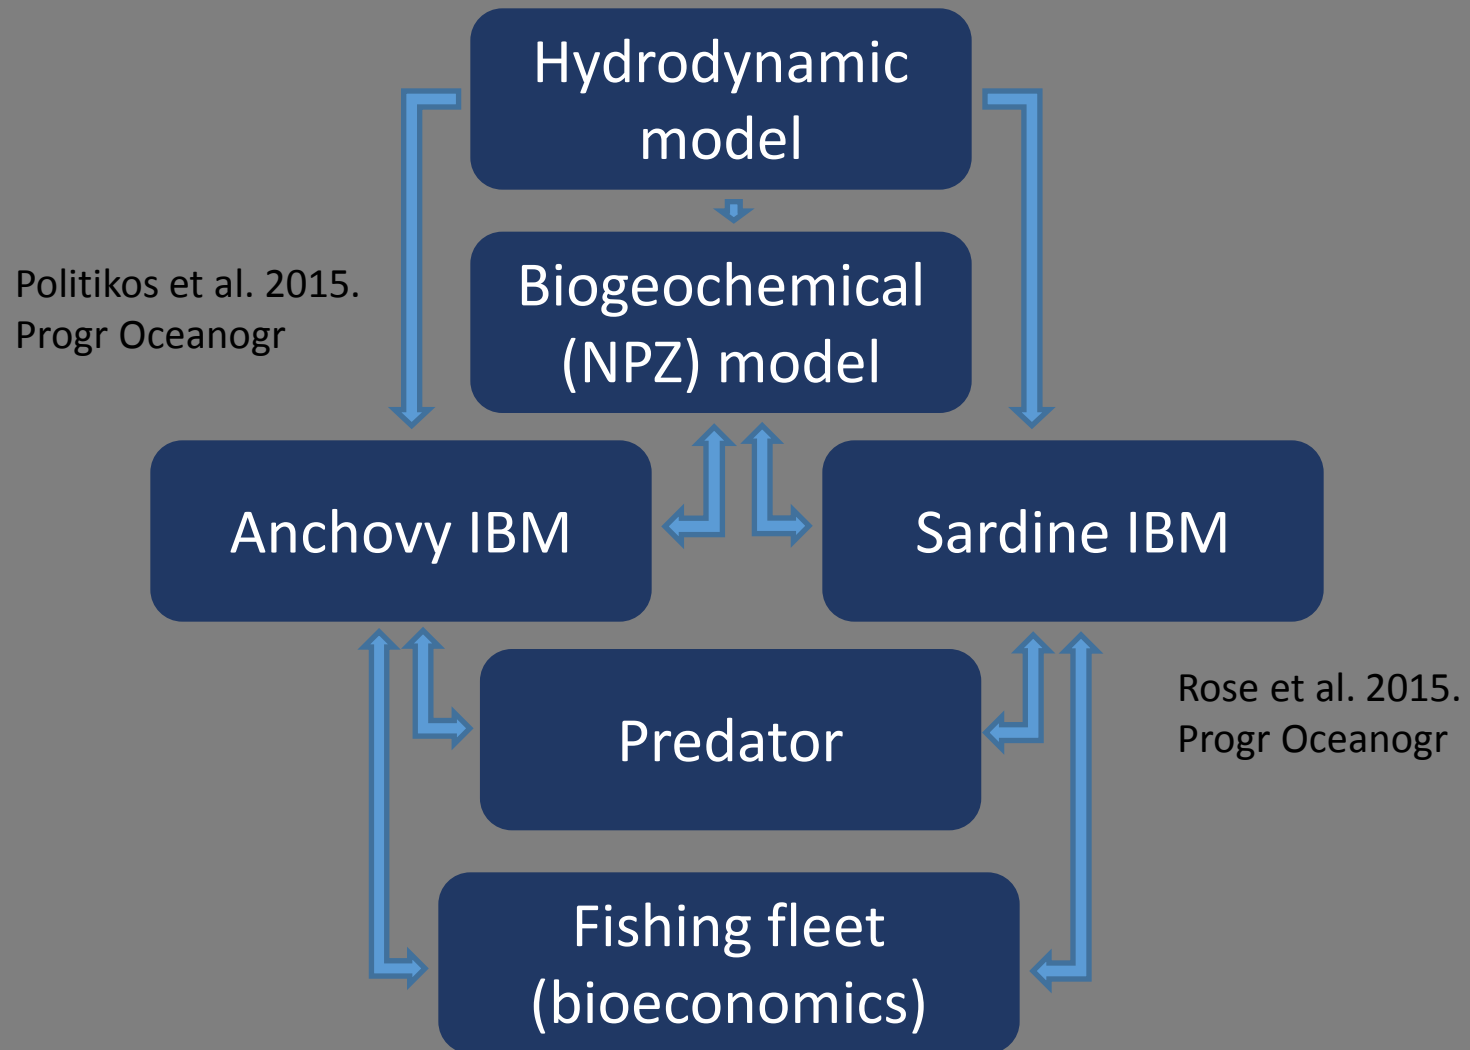 Hydrodynamic
model
Politikos et al. 2015.
Progr Oceanogr
Biogeochemical
(NPZ) model
Anchovy IBM
Sardine IBM
Predator
Rose et al. 2015.
Progr Oceanogr
Fishing fleet
(bioeconomics)